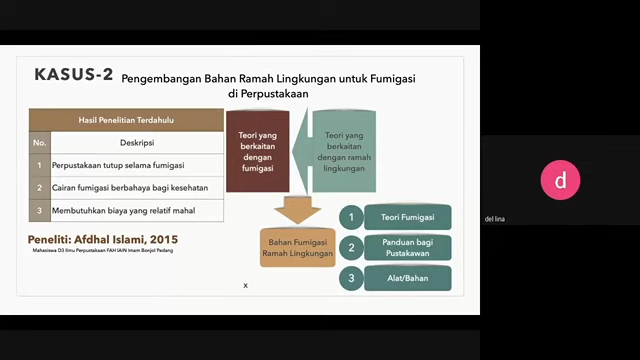 KASUS-2 Pengembangan Bahan Ramah Lingkungan untuk Fumigasi
di Perpustakaan
Hasil Penelitian Terdahulu
No. Deskripsi
1 Perpustakaan tutup selama fumigasi
2 Cairan fumigasi berbahaya bagi kesehatan
3 Membutuhkan biaya yang relatif mahal
Peneliti: Afdhal Islami, 2015
Mahasiswa D3 Ilmu Perpustakaan FAH IAIN Imam Bonjol Padang
Teori yang
berkaitan
dengan
fumigasi
Teori yang
berkaitan
dengan ramah
lingkungan
Bahan Fumigasi
Ramah Lingkungan
1 Teori Fumigasi
2 Panduan bagi
Pustakawan
3 Alat/Bahan
x
d
del lina